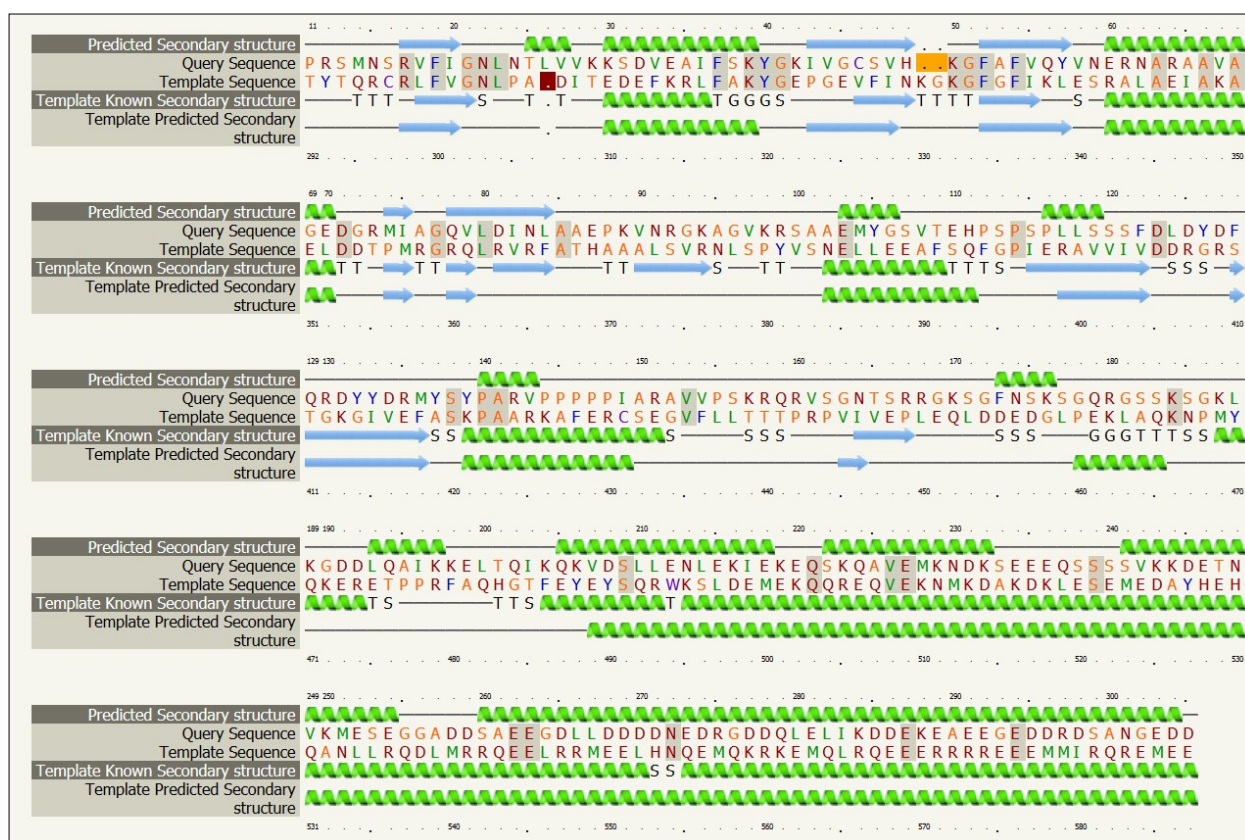 11 . 20 . 30 . 40 . 50 . 60
Predicted Secondary structure . .
Query Sequence PRSMNSRVFIGNLNTLVVKKSDVEAIFSKYGKIVGCSVH..KGFAFVQYVNERNARAAVA
Template Sequence TYTQRCRLFVGNLPA.DITEDEFKRLFAKYGEPGEVFINKGKGFGFIKLESRALAEIAKA
Template Known Secondary structure TTT S T . T TGGGS TTTT S
Template Predicted Secondary
structure .
292 . 300 . 310 . 320 . 330 . 340 . 350
69 70 . 80 . 90 . 100 . 110 . 120 .
Predicted Secondary structure
Query Sequence GEDGRMIAGQVLDINLAAEPKVNRGKAGVKRSAAEMYGSVTEHPSPSPLLSSSFDLDYDF
Template Sequence ELDDTPMRGRQLRVRFATHAAALSVRNLSPYVSNELLEEAFSQFGPIERAVVIVDDRGRS
Template Known Secondary structure TT TT TT S TT TTTS SSS
Template Predicted Secondary
structure
351 . 360 . 370 . 380 . 390 . 400 . 410
129 130 . 140 . 150 . 160 . 170 . 180 .
Predicted Secondary structure
Query Sequence QRDYYDRMYSYPARVPPPPPIARAVVPSKRQRVSGNTSRRGKSGFNSKSGQRGSSKSGKL
Template Sequence TGKGIVEFASKPAARKAFERCSEGVFLLTTTPRPVIVEPLEQLDDEDGLPEKLAQKNPMY
Template Known Secondary structure SS S SSS SSS GGGTTTSS
Template Predicted Secondary
structure
411 . 420 . 430 . 440 . 450 . 460 . 470
189 190 . 200 . 210 . 220 . 230 . 240 .
Predicted Secondary structure
Query Sequence KGDDLQAIKKELTQIKQKVDSLLENLEKIEKEQSKQAVEMKNDKSEEEQSSSSVKKDETN
Template Sequence QKERETPPRFAQHGTFEYEYSQRWKSLDEMEKQQREQVEKNMKDAKDKLESEMEDAYHEH
Template Known Secondary structure TS TTS T
Template Predicted Secondary
structure
471 . 480 . 490 . 500 . 510 . 520 . 530
249 250 . 260 . 270 . 280 . 290 . 300 .
Predicted Secondary structure
Query Sequence VKMESEGGADDSAEEGDLLDDDDNEDRGDDQLELIKDDEKEAEEGEDDRDSANGEDD
Template Sequence QANLLRQDLMRRQEELRRMEELHNQEMQKRKEMQLRQEEERRRREEEMMIRQREMEE
Template Known Secondary structure SS
Template Predicted Secondary
structure
531 . 540 . 550 . 560 . 570 . 580 .